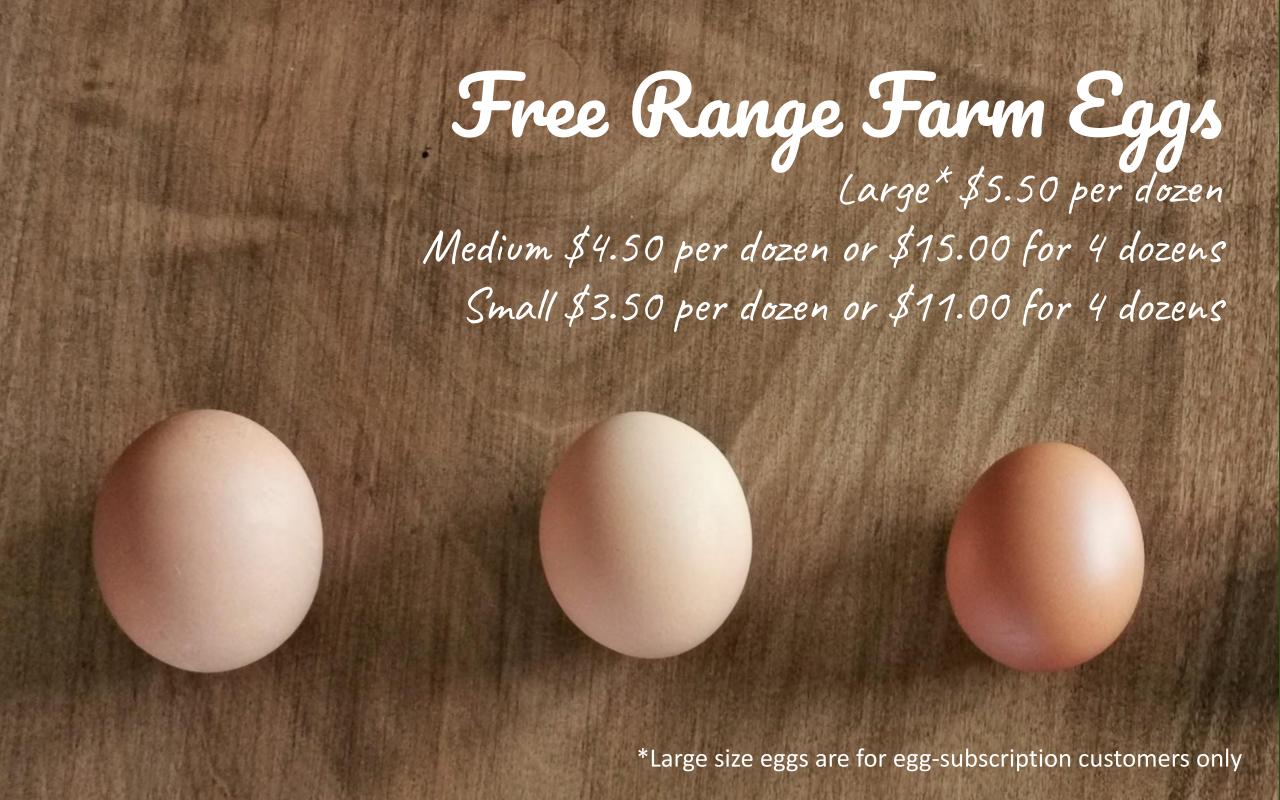 Free Range Farm Eggs
Large* $5.50 per dozen
Medium $4.50 per dozen or $15.00 for 4 dozens
Small $3.50 per dozen or $11.00 for 4 dozens
*Large size eggs are for egg-subscription customers only